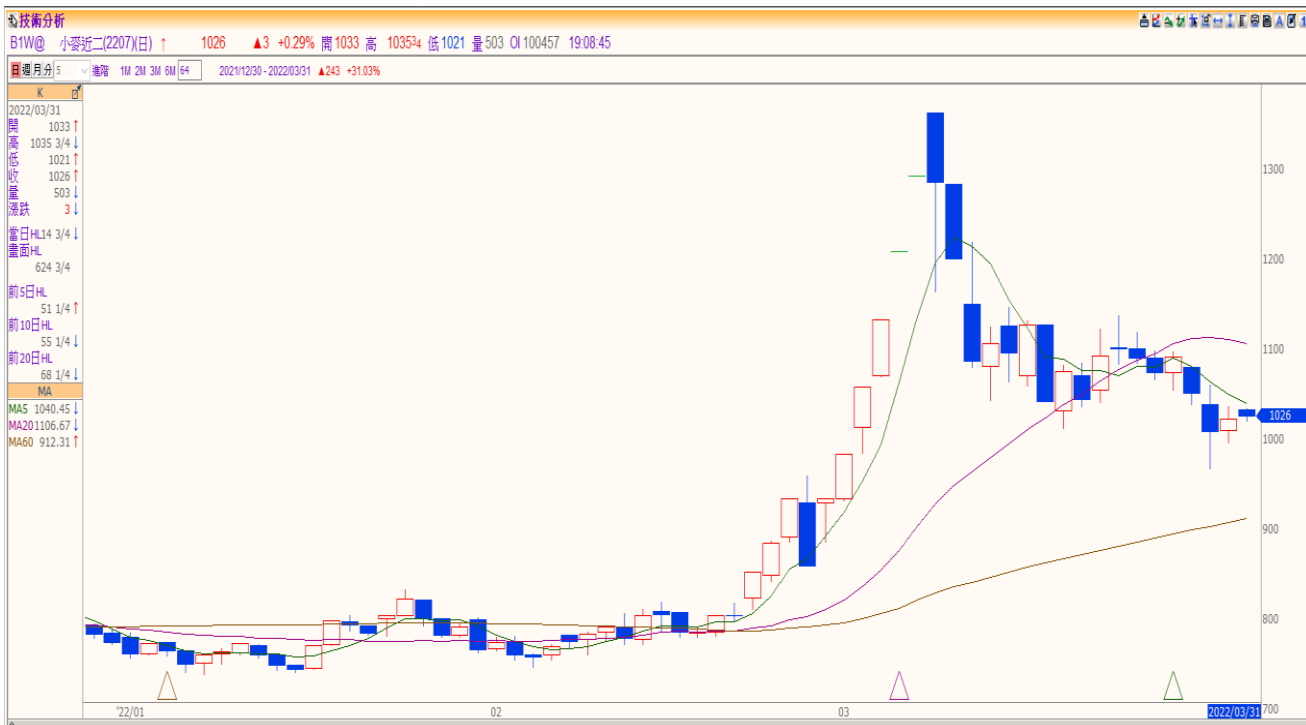 技術分析
B1W@ 小麥近二(2207)(日) ↑ 1026 ▲3 +0.29% 開1033 高 1035¾ 低1021 量503 OI100457 19:08:45
日週月分 5 進階 1M 2M 3M 6M 64 2021/12/30 - 2022/03/31 ▲243 +31.03%
K
2022/03/31
開 1033↑
高 1035 3/4↓
低 1021↑
收 1026↑
量 503↓
漲跌 3↓
當日HL14 3/4↓
畫面HL
624 3/4
前5日HL
51 1/4↑
前10日HL
55 1/4↓
前20日HL
68 1/4↓
MA
MA5 1040.45↓
MA20 1106.67↓
MA60 912.31↑
1300
1200
1100
1026
1000
900
800
700
'22/01 02 03 2022/03/31